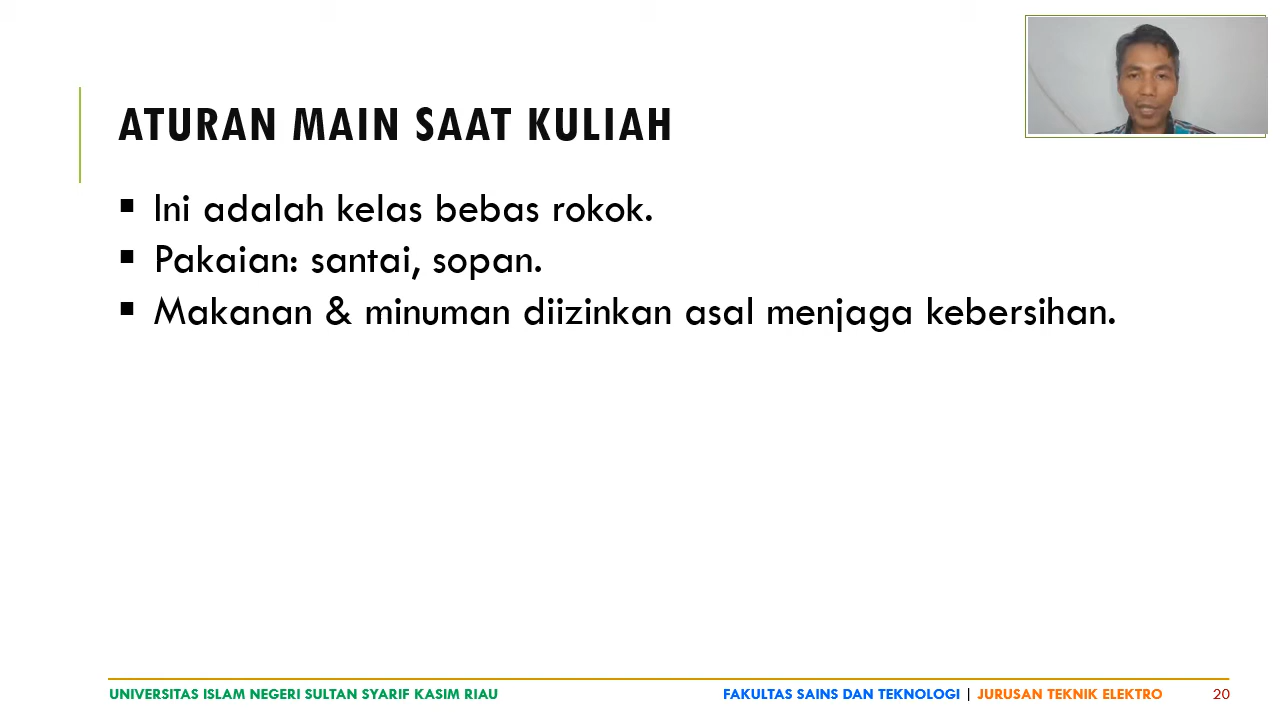 ATURAN MAIN SAAT KULIAH
▪ Ini adalah kelas bebas rokok.
▪ Pakaian: santai, sopan.
▪ Makanan & minuman diizinkan asal menjaga kebersihan.
UNIVERSITAS ISLAM NEGERI SULTAN SYARIF KASIM RIAU FAKULTAS SAINS DAN TEKNOLOGI | JURUSAN TEKNIK ELEKTRO 20